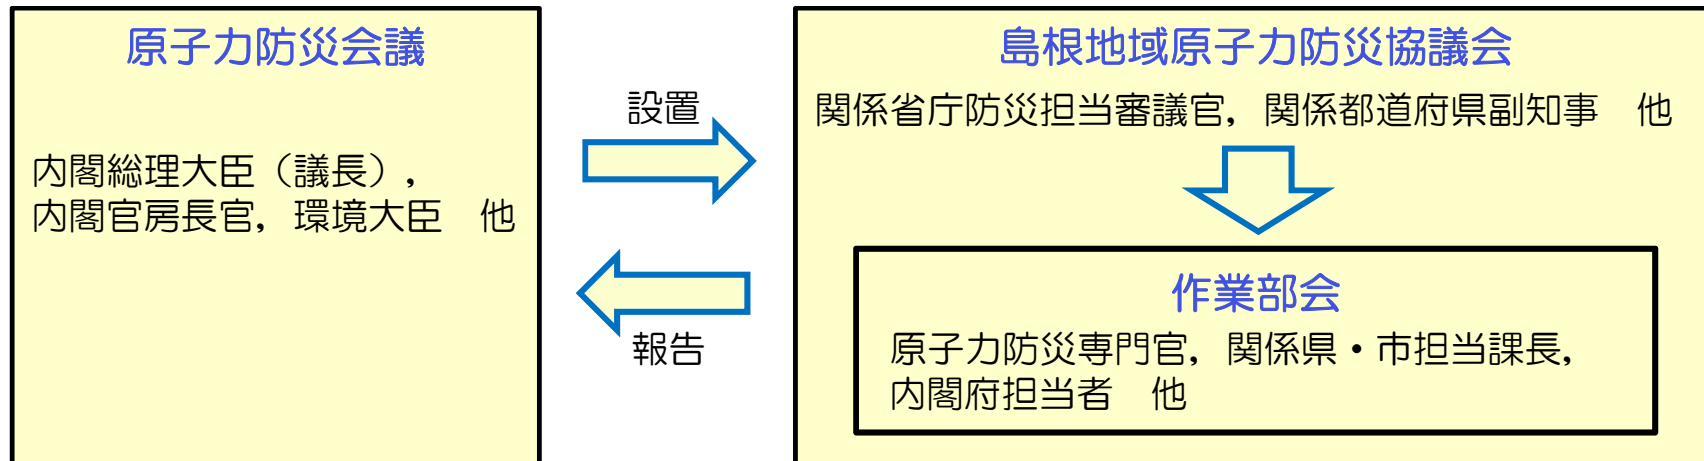 原子力防災会議
内閣総理大臣（議長），
内閣官房長官，環境大臣　他
設置
報告
島根地域原子力防災協議会
関係省庁防災担当審議官，関係都道府県副知事　他
作業部会
原子力防災専門官，関係県・市担当課長，
内閣府担当者　他